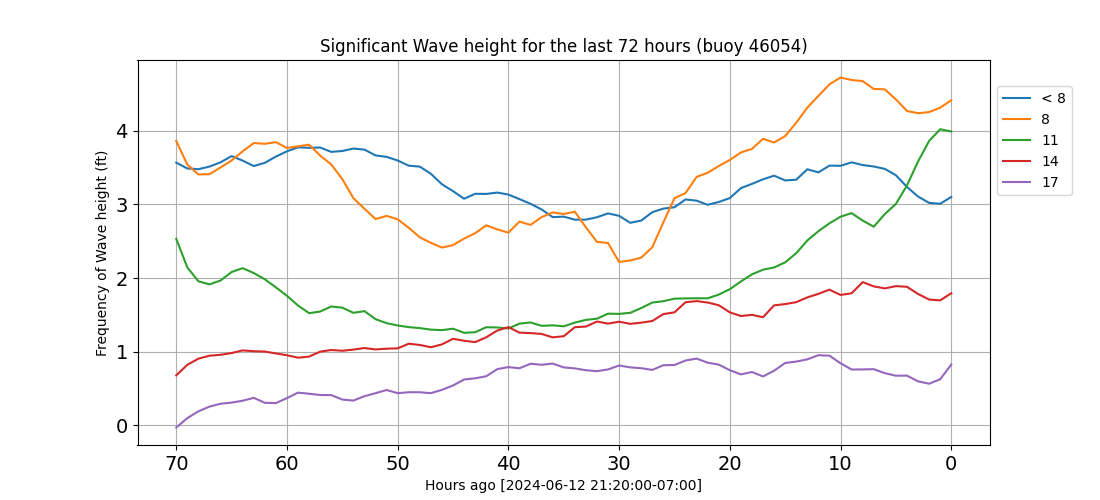 Significant Wave height for the last 72 hours (buoy 46054)
Frequency of Wave height (ft)
4
3
2
1
0
70 60 50 40 30 20 10 0
Hours ago [2024-06-12 21:20:00-07:00]
< 8
8
11
14
17